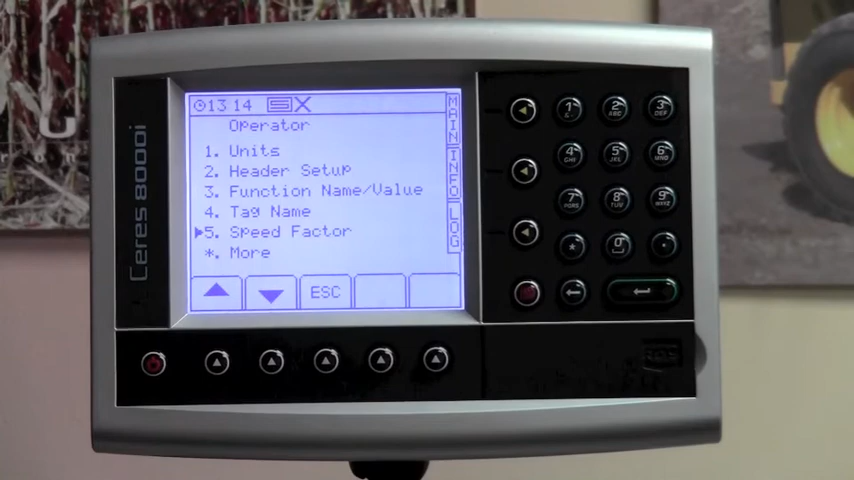 Ceres 8000i
13 14
Operator
1. Units
2. Header Setup
3. Function Name/Value
4. Tag Name
5. Speed Factor
*. More
ESC
MAIN
INFO
LOG
1
2 ABC
3 DEF
4 GHI
5 JKL
6 MNO
7 PQRS
8 TUV
9 WXYZ
*
0
RDS